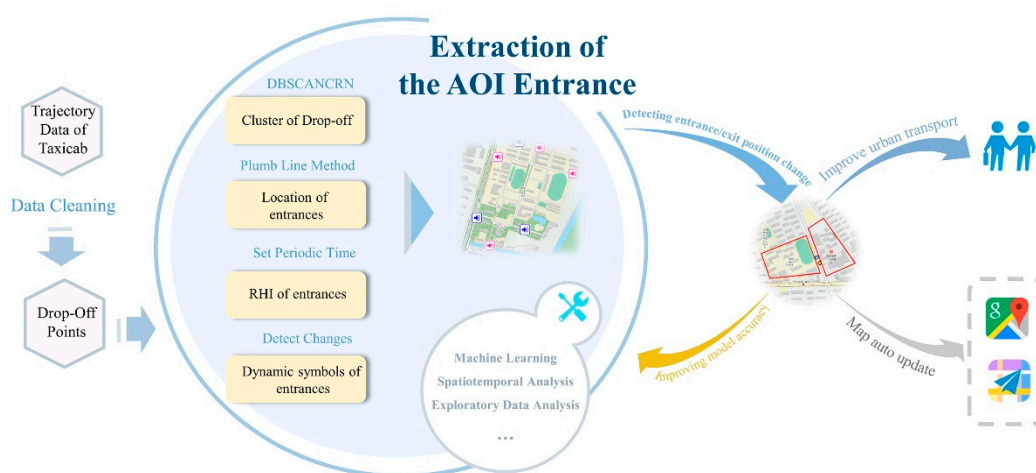 Extraction of
the AOI Entrance
Trajectory
Data of
Taxicab
Data Cleaning
Drop-Off
Points
DBSCANCRN
Cluster of Drop-off
Plumb Line Method
Location of
entrances
Set Periodic Time
RHI of entrances
Detect Changes
Dynamic symbols of
entrances
Machine Learning
Spatiotemporal Analysis
Exploratory Data Analysis
...
Detecting entrance/exit position change
Improve urban transport
Improving model accuracy
Map auto update
g